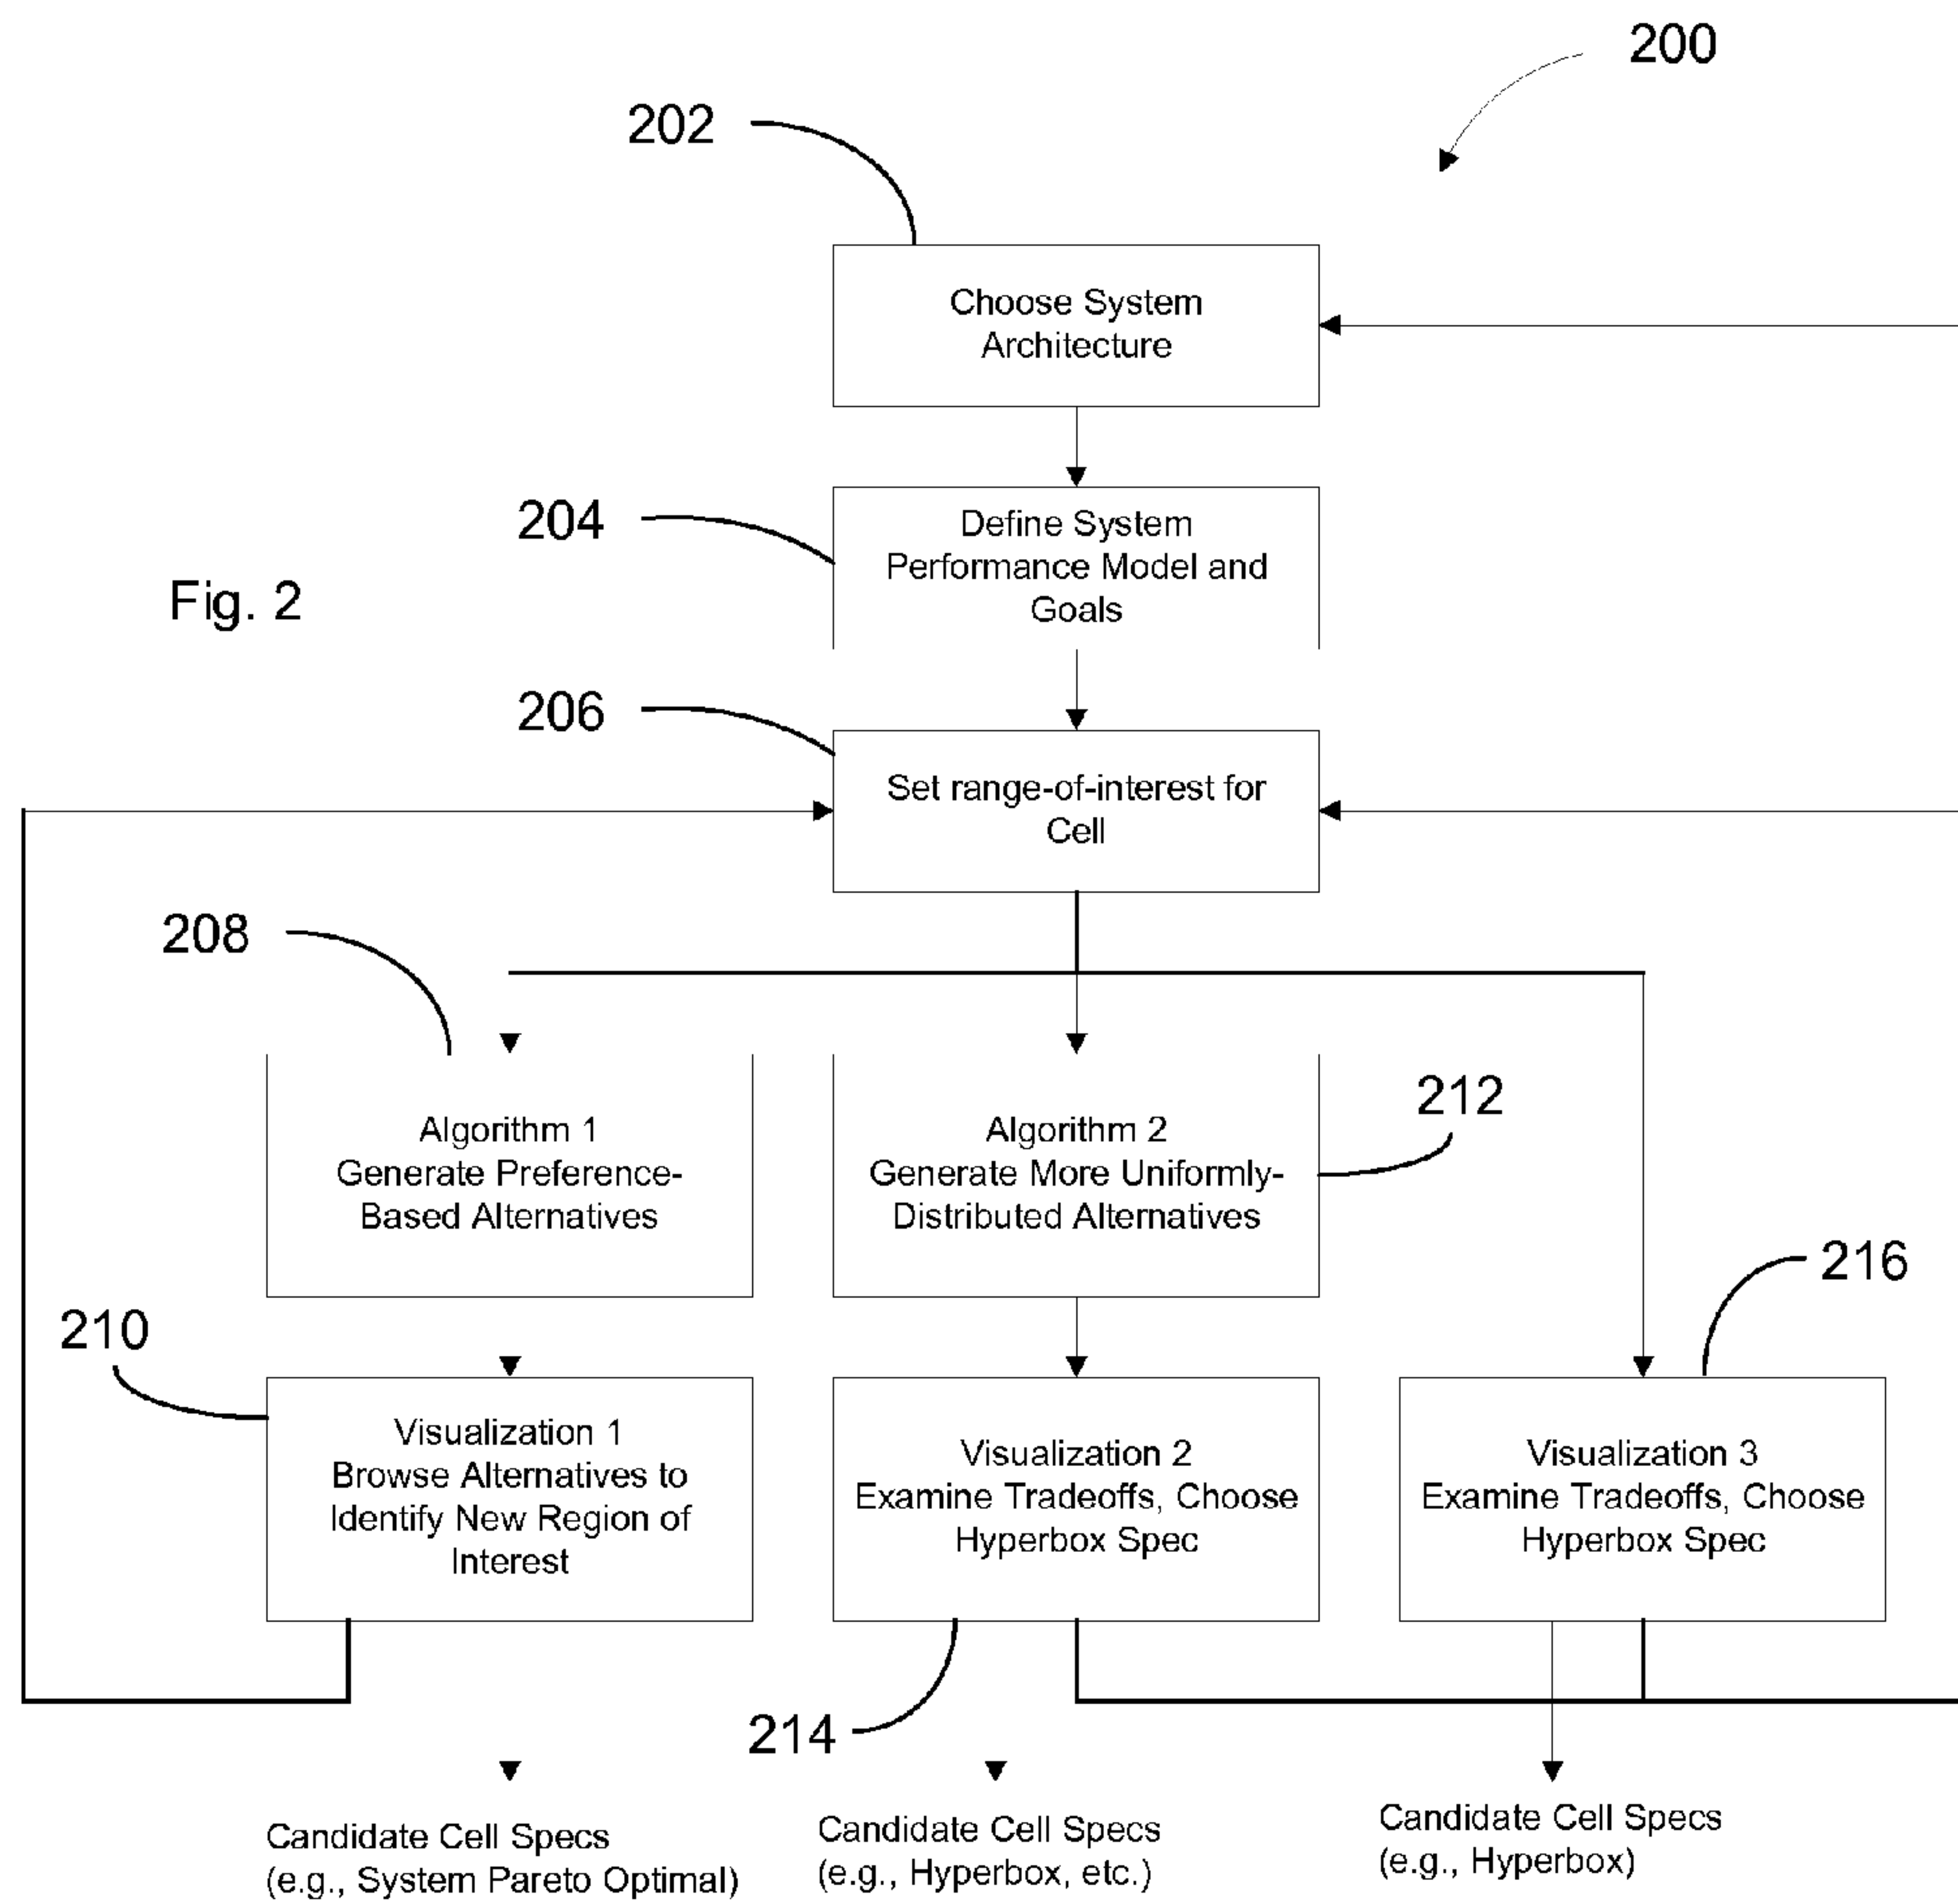 200
202
Choose System
Architecture
204
Define System
Performance Model and
Goals
Fig. 2
206
Set range-of-interest for
Cell
208
Algorithm 1
Generate Preference-
Based Alternatives
Algorithm 2
Generate More Uniformly-
Distributed Alternatives
212
216
210
Visualization 1
Browse Alternatives to
Identify New Region of
Interest
Visualization 2
Examine Tradeoffs, Choose
Hyperbox Spec
Visualization 3
Examine Tradeoffs, Choose
Hyperbox Spec
214
Candidate Cell Specs
(e.g., System Pareto Optimal)
Candidate Cell Specs
(e.g., Hyperbox, etc.)
Candidate Cell Specs
(e.g., Hyperbox)